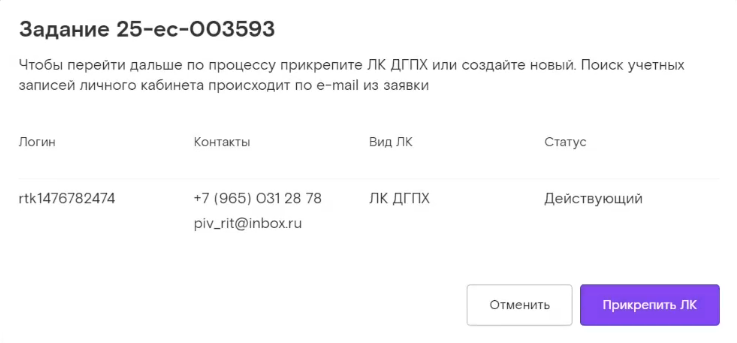 Задание 25-ec-003593
Чтобы перейти дальше по процессу прикрепите ЛК ДГПХ или создайте новый. Поиск учетных
записей личного кабинета происходит по e-mail из заявки
Логин Контакты Вид ЛК Статус
rtk1476782474 +7 (965) 031 28 78 ЛК ДГПХ Действующий
piv_rit@inbox.ru
Отменить Прикрепить ЛК